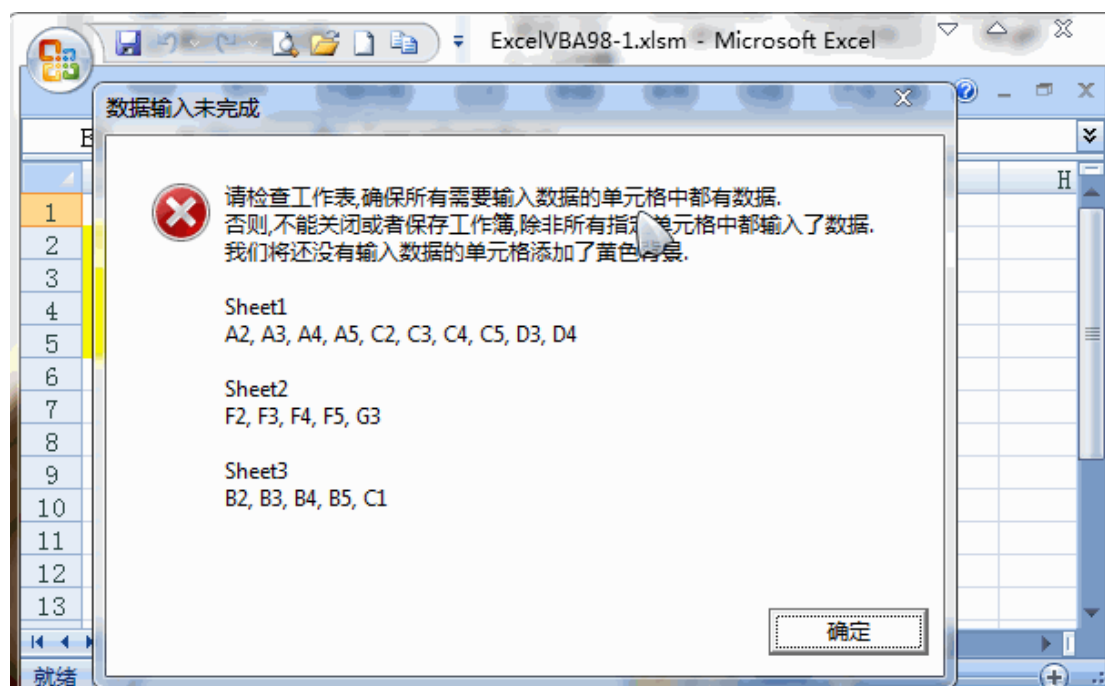 ExcelVBA98-1.xlsm - Microsoft Excel
数据输入未完成
H
1
2
3
4
5
6
7
8
9
10
11
12
13
请检查工作表,确保所有需要输入数据的单元格中都有数据.
否则,不能关闭或者保存工作簿,除非所有指定单元格中都输入了数据.
我们将还没有输入数据的单元格添加了黄色背景.
Sheet1
A2, A3, A4, A5, C2, C3, C4, C5, D3, D4
Sheet2
F2, F3, F4, F5, G3
Sheet3
B2, B3, B4, B5, C1
确定
就绪